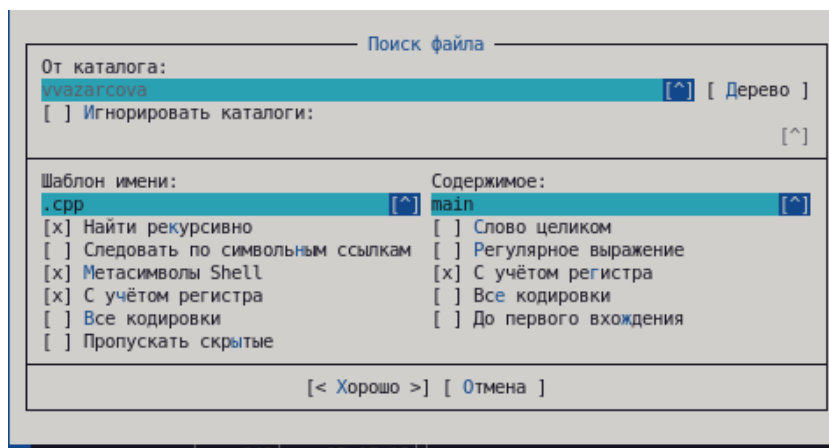 Поиск файла
От каталога:
vvazarcova [^] [ Дерево ]
[ ] Игнорировать каталоги:
[^]
Шаблон имени: Содержимое:
.cpp [^] main [^]
[x] Найти рекурсивно [ ] Слово целиком
[ ] Следовать по символьным ссылкам [ ] Регулярное выражение
[x] Метасимволы Shell [x] С учётом регистра
[x] С учётом регистра [ ] Все кодировки
[ ] Все кодировки [ ] До первого вхождения
[ ] Пропускать скрытые
[< Хорошо >] [ Отмена ]